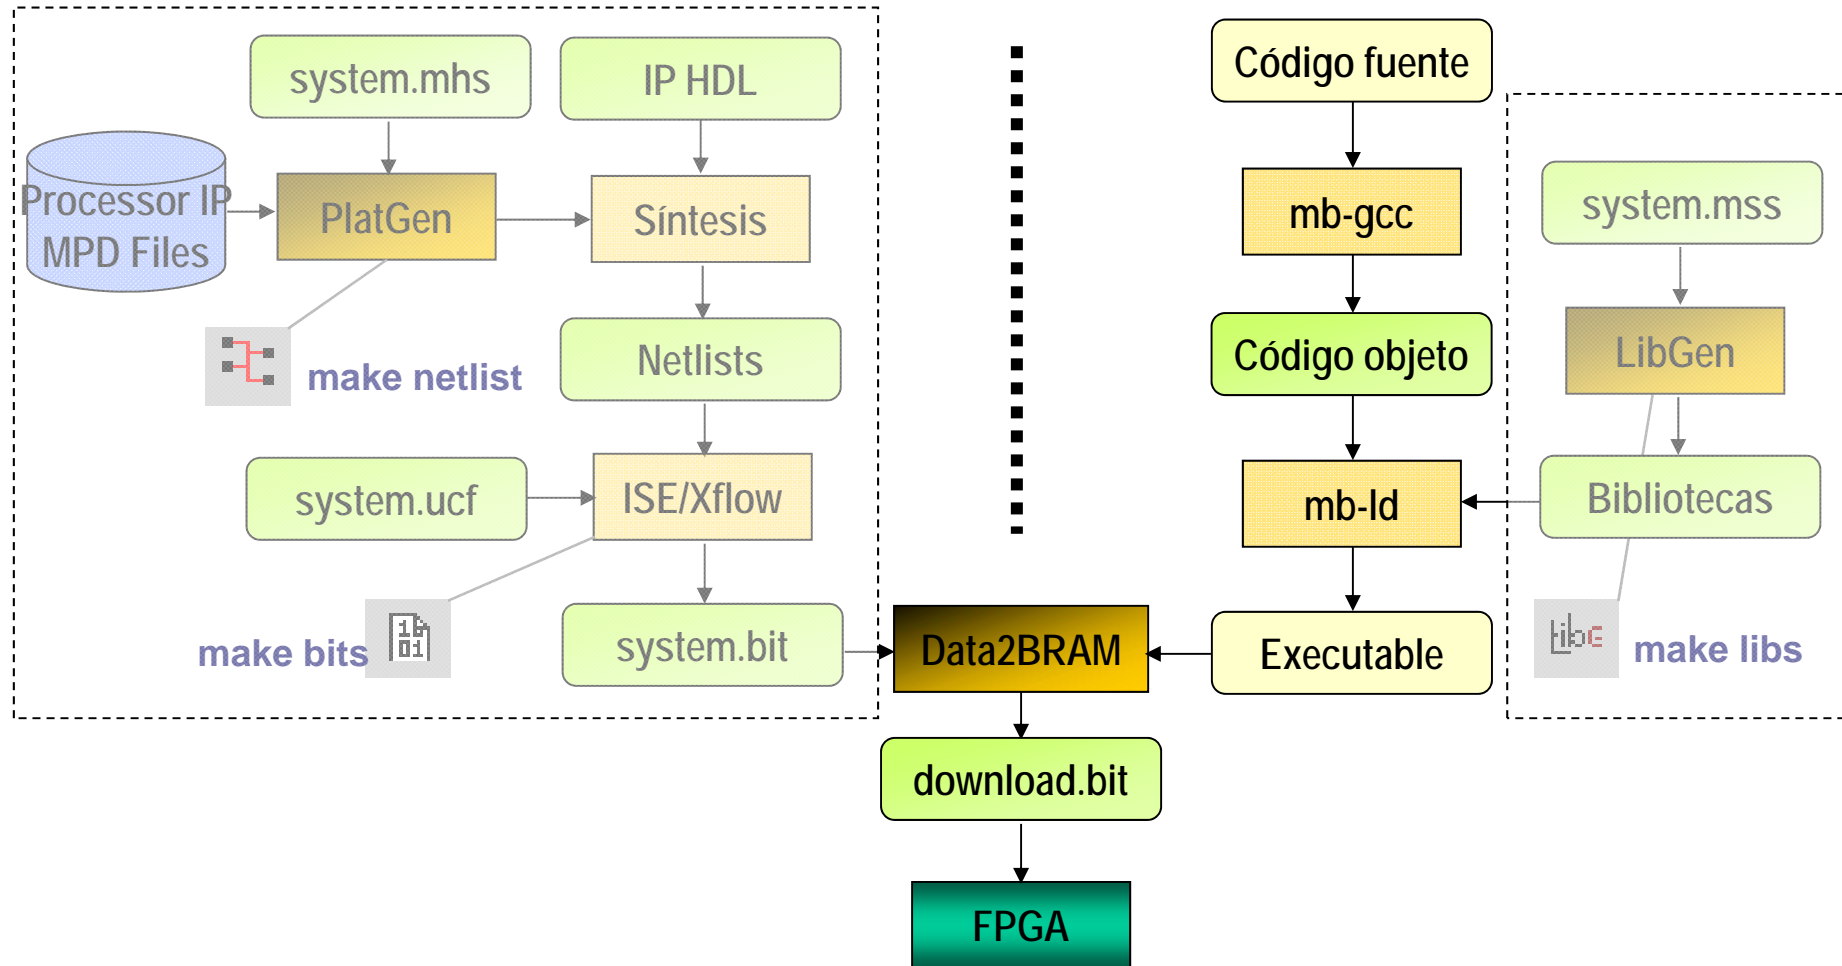 system.mhs
IP HDL
Código fuente
Processor IP
MPD Files
PlatGen
Síntesis
mb-gcc
system.mss
make netlist
Netlists
Código objeto
LibGen
system.ucf
ISE/Xflow
mb-ld
Bibliotecas
make bits
system.bit
Data2BRAM
Executable
make libs
download.bit
FPGA